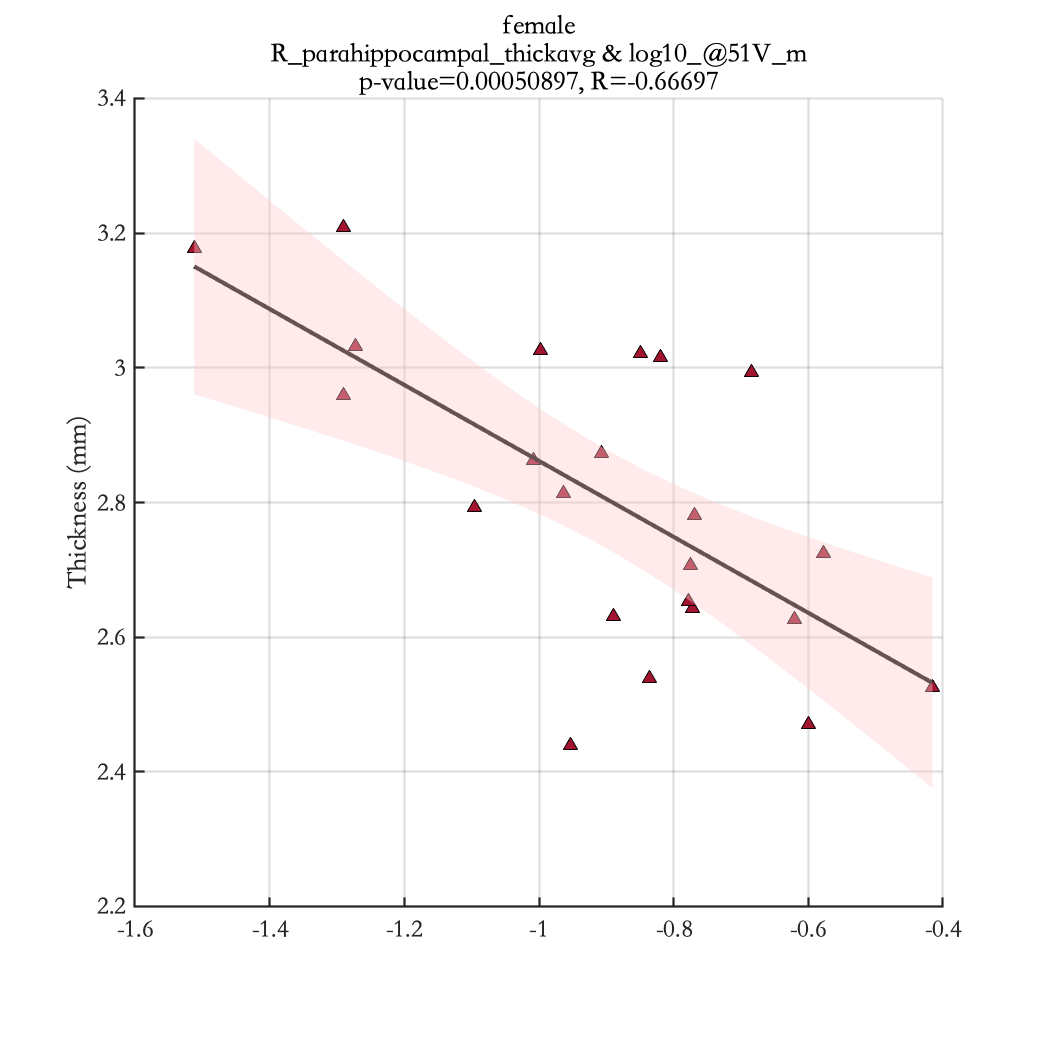 female
R_parahippocampal_thickavg & log10_@51V_m
p-value=0.00050897, R=-0.66697
3.4
3.2
3
2.8
2.6
2.4
2.2
Thickness (mm)
-1.6 -1.4 -1.2 -1 -0.8 -0.6 -0.4